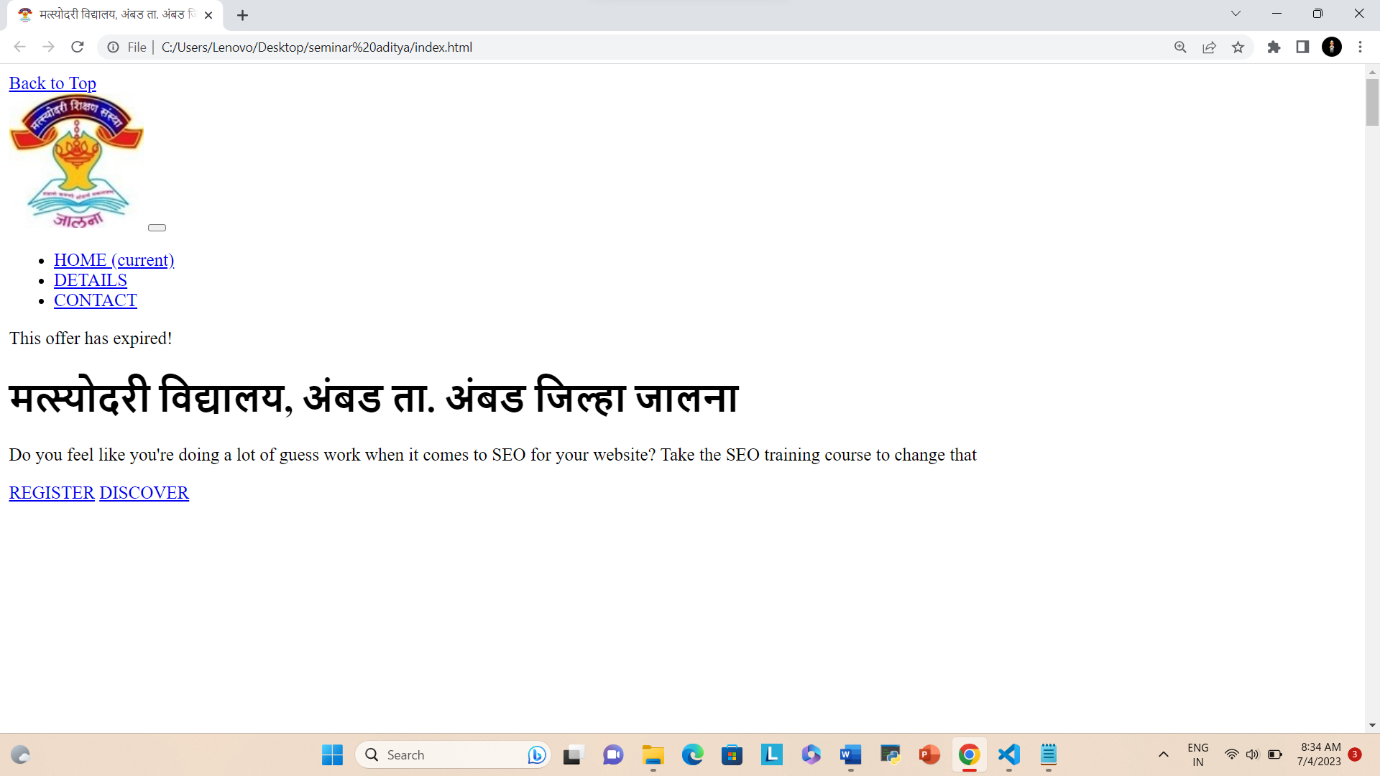 मत्स्योदरी विद्यालय, अंबड ता. अंबड
File | C:/Users/Lenovo/Desktop/seminar%20aditya/index.html
Back to Top
मत्स्योदरी शिक्षण संस्था
जालना
HOME (current)
DETAILS
CONTACT
This offer has expired!
मत्स्योदरी विद्यालय, अंबड ता. अंबड जिल्हा जालना
Do you feel like you're doing a lot of guess work when it comes to SEO for your website? Take the SEO training course to change that
REGISTER DISCOVER
Search
ENG
IN
8:34 AM
7/4/2023
3